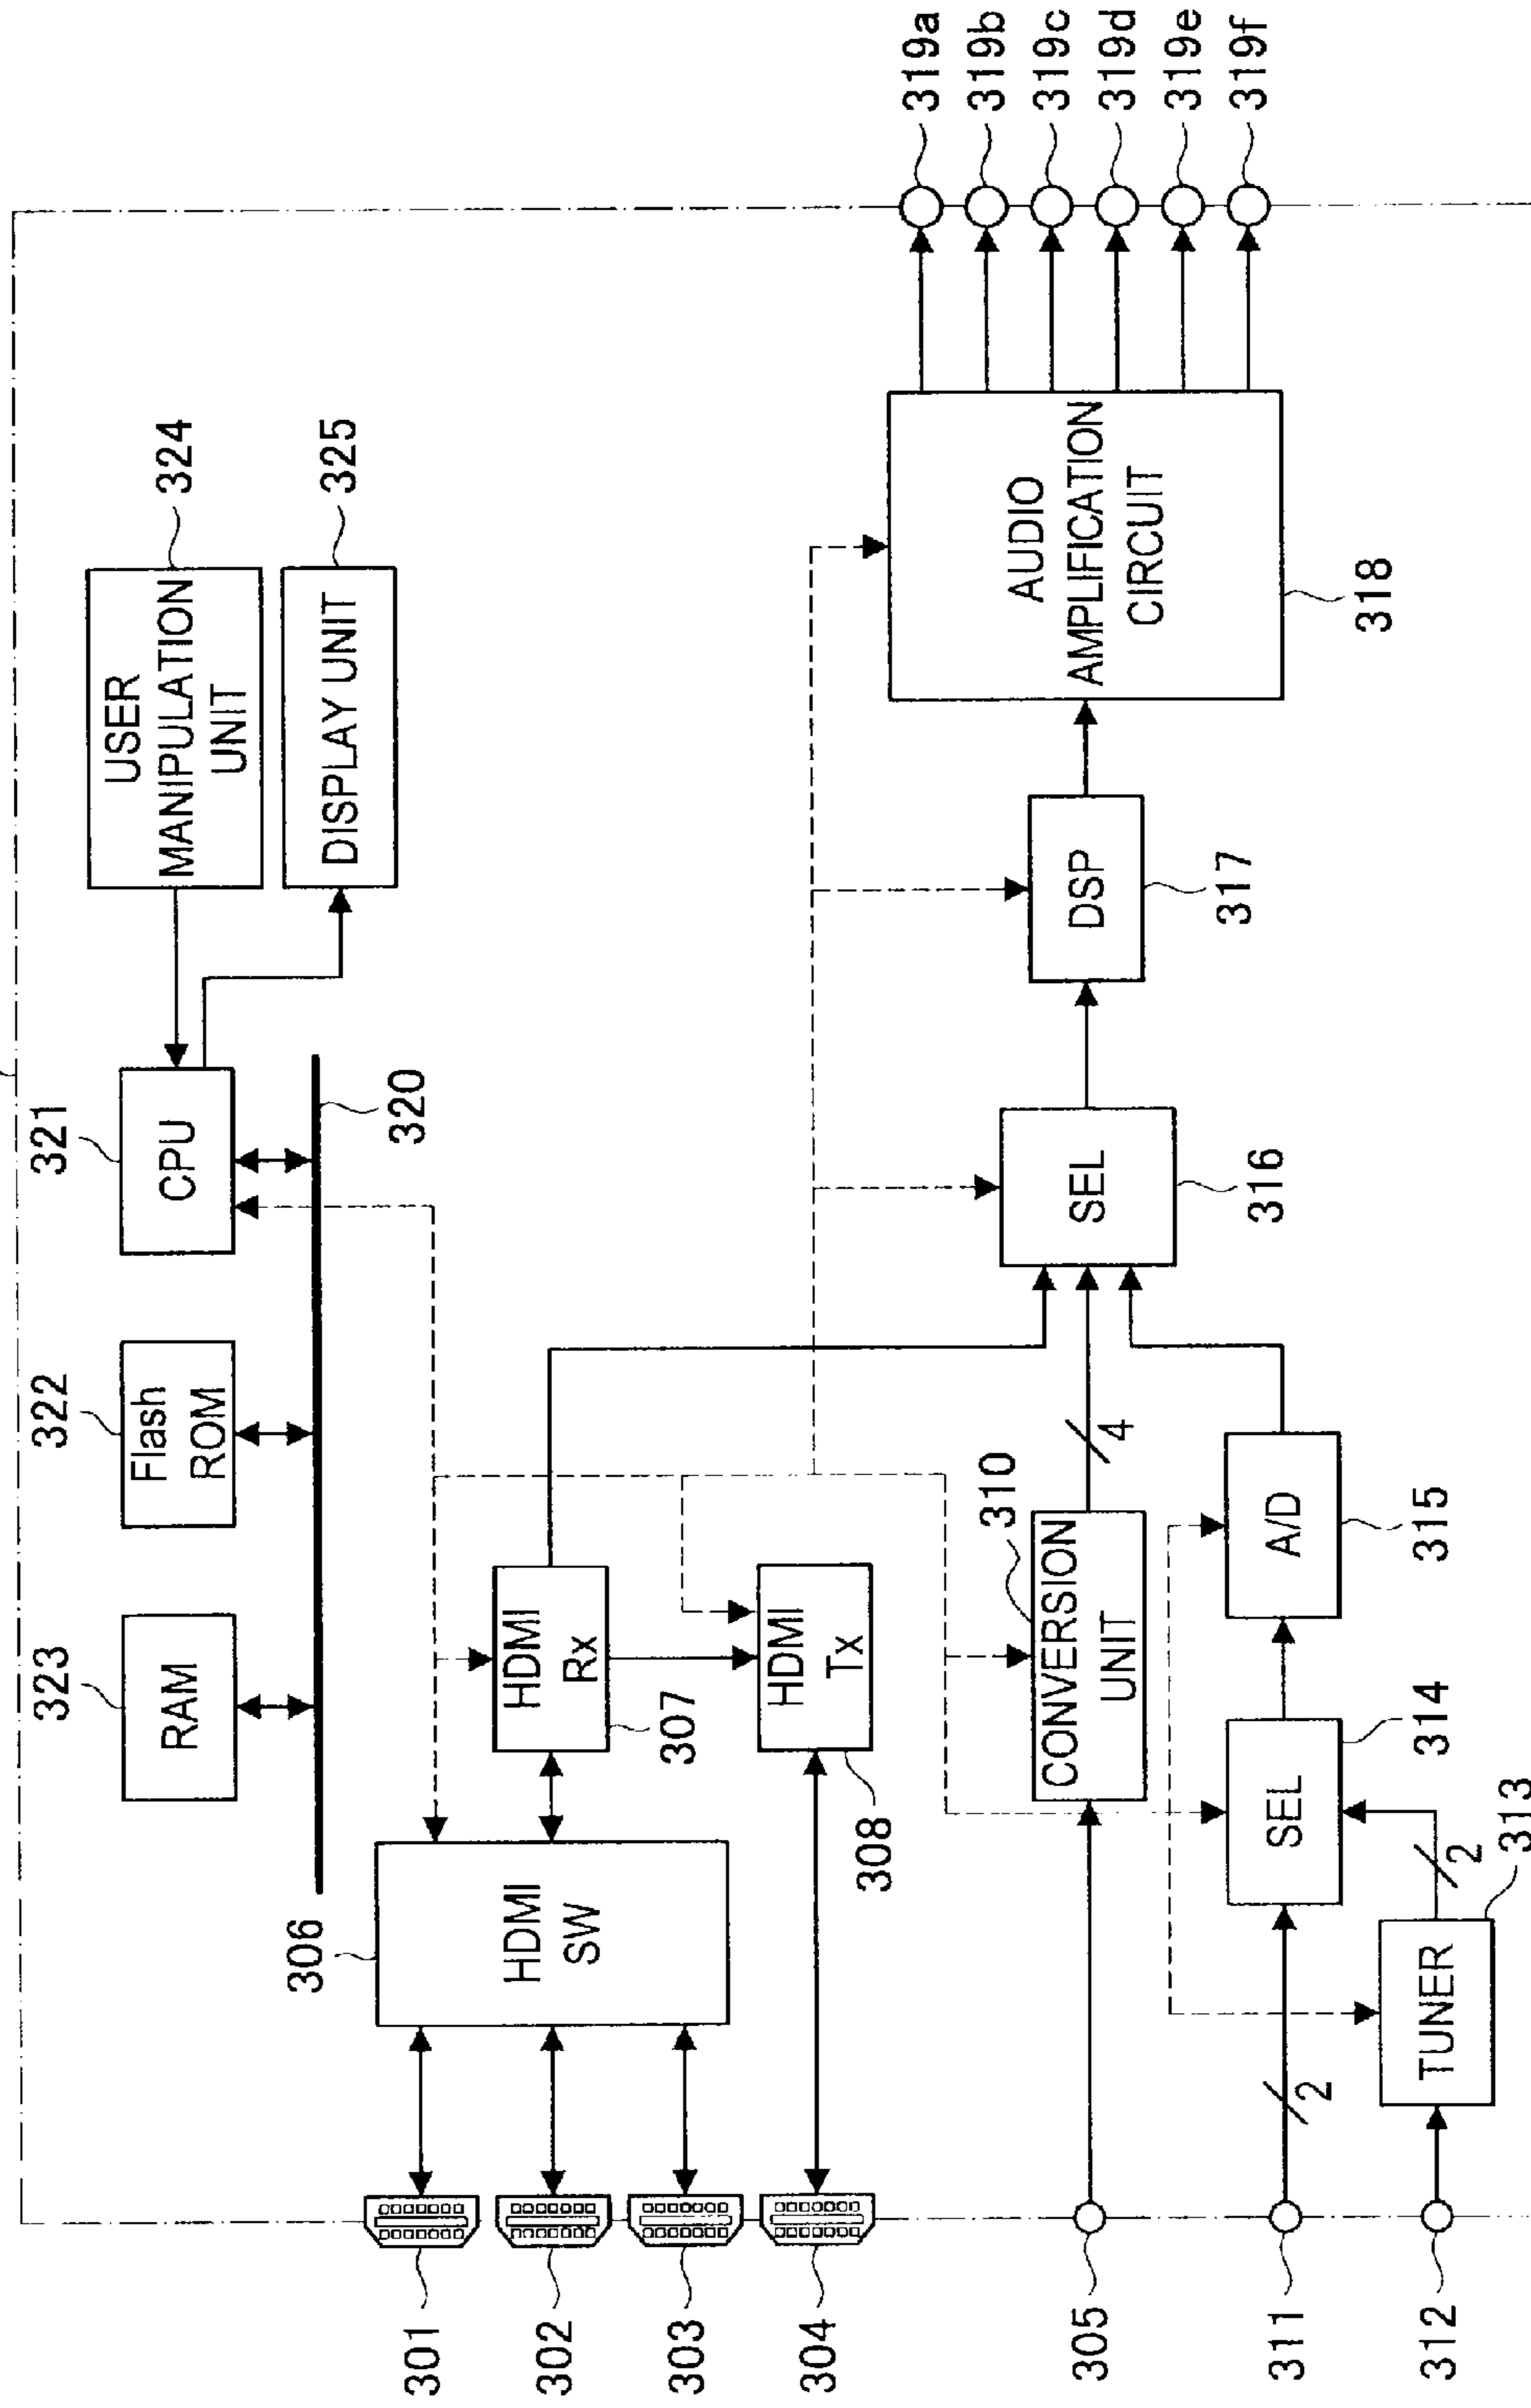 323
RAM
322
Flash
ROM
321
CPU
USER
MANIPULATION
UNIT
324
DISPLAY UNIT
325
320
306
HDMI
SW
HDMI
Rx
307
HDMI
Tx
308
301
302
303
304
305
310
CONVERSION
UNIT
4
311
2
SEL
314
A/D
315
312
TUNER
313
2
SEL
316
DSP
317
AUDIO
AMPLIFICATION
CIRCUIT
318
319a
319b
319c
319d
319e
319f